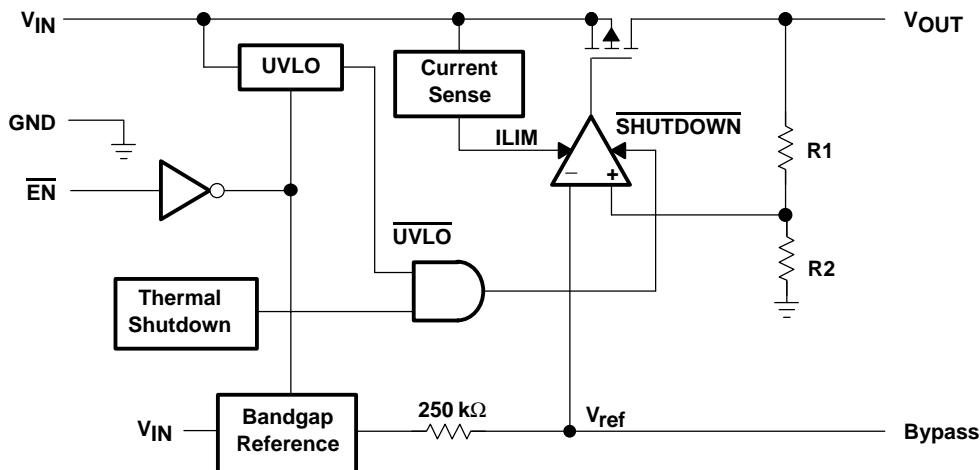 VIN
VOUT
UVLO
Current
Sense
GND
SHUTDOWN
ILIM
R1
EN
− +
UVLO
R2
Thermal
Shutdown
250 kΩ
Vref
VIN
Bandgap
Reference
Bypass